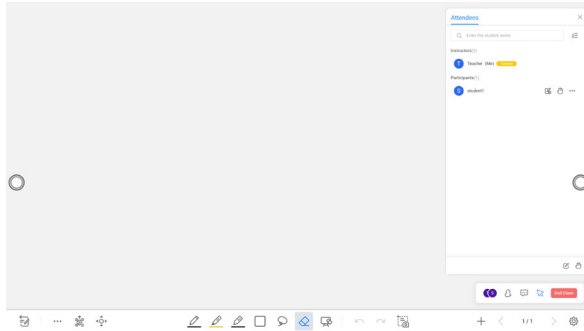 Attendees
Enter the student name
Instructors(1)
T Teacher (Me)
Participants(1)
S student1
End Class
1/1